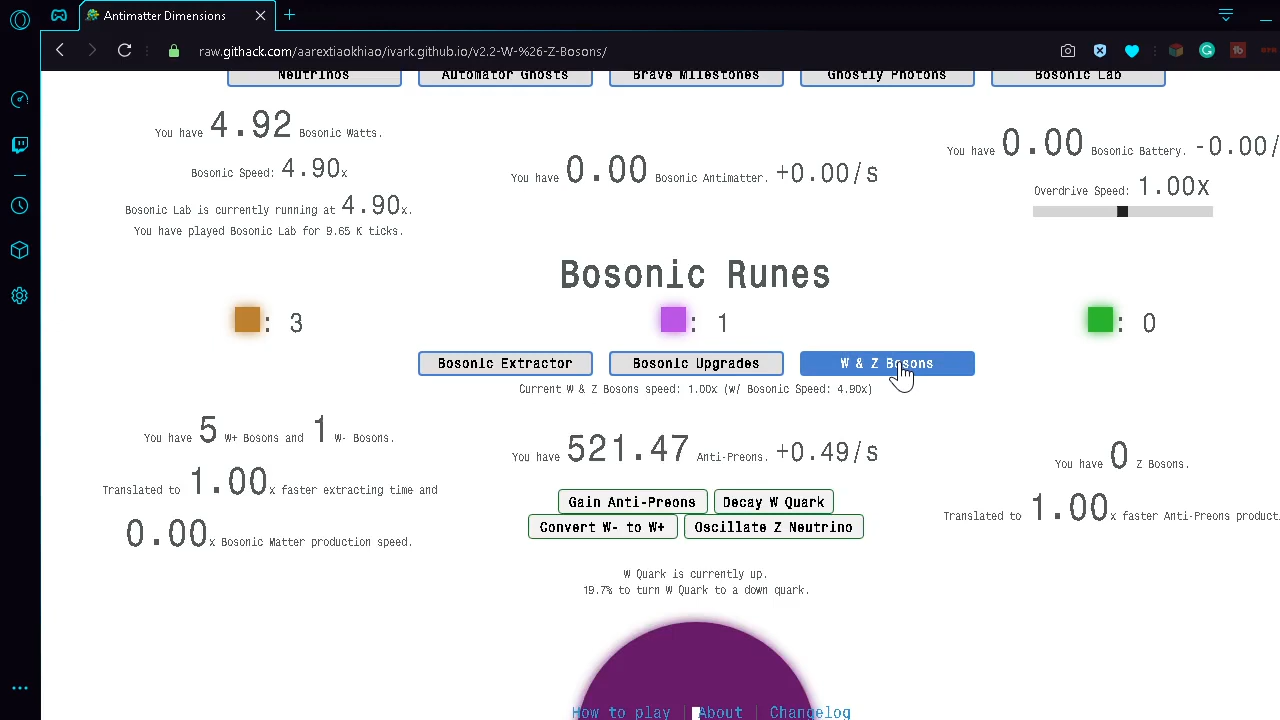 Antimatter Dimensions
raw.githack.com/aarextiaokhiao/ivark.github.io/v2.2-W-%26-Z-Bosons/
Neutrinos Automator Ghosts Brave Milestones Ghostly Photons Bosonic Lab
You have 4.92 Bosonic Watts.
Bosonic Speed: 4.90x
Bosonic Lab is currently running at 4.90x.
You have played Bosonic Lab for 9.65 K ticks.
You have 0.00 Bosonic Antimatter. +0.00/s
You have 0.00 Bosonic Battery. -0.00/
Overdrive Speed: 1.00x
Bosonic Runes
: 3
: 1
: 0
Bosonic Extractor Bosonic Upgrades W & Z Bosons
Current W & Z Bosons speed: 1.00x (w/ Bosonic Speed: 4.90x)
You have 5 W+ Bosons and 1 W- Bosons.
Translated to 1.00x faster extracting time and
0.00x Bosonic Watter production speed.
You have 521.47 Anti-Preons. +0.49/s
Gain Anti-Preons Decay W Quark
Convert W- to W+ Oscillate Z Neutrino
You have 0 Z Bosons.
Translated to 1.00x faster Anti-Preons product
W Quark is currently up.
19.7% to turn W Quark to a down quark.
How to play | About | Changelog